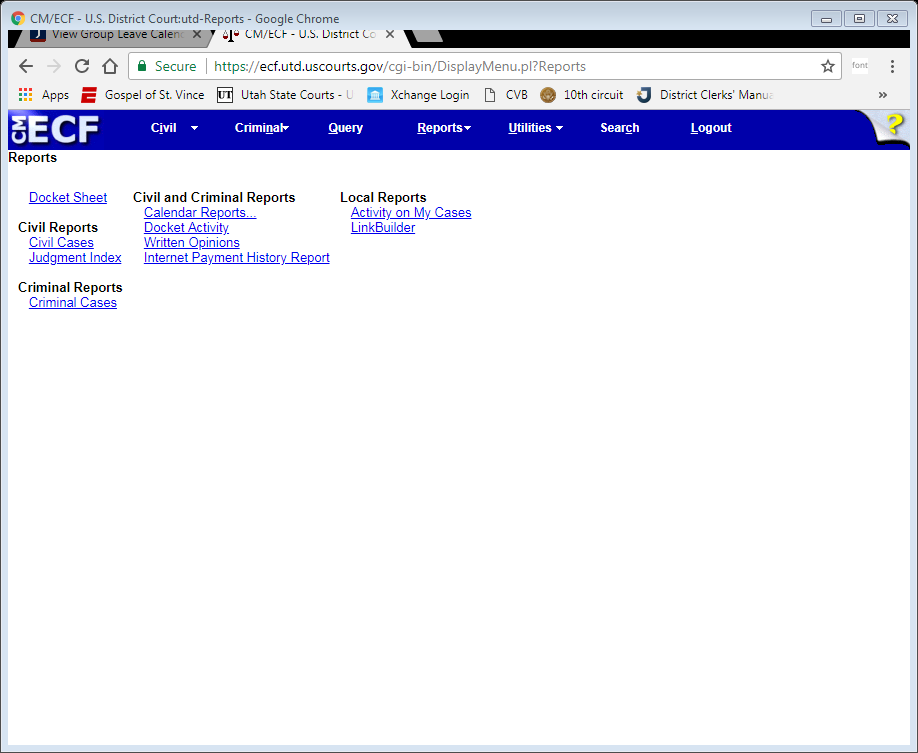 CM/ECF - U.S. District Court:utd-Reports - Google Chrome
View Group Leave Calend
CM/ECF - U.S. District Co
Secure https://ecf.utd.uscourts.gov/cgi-bin/DisplayMenu.pl?Reports font
Apps Gospel of St. Vince UT Utah State Courts - U Xchange Login CVB 10th circuit District Clerks' Manua »
CM ECF Civil Criminal Query Reports Utilities Search Logout ?
Reports
Docket Sheet
Civil Reports
Civil Cases
Judgment Index
Criminal Reports
Criminal Cases
Civil and Criminal Reports
Calendar Reports...
Docket Activity
Written Opinions
Internet Payment History Report
Local Reports
Activity on My Cases
LinkBuilder